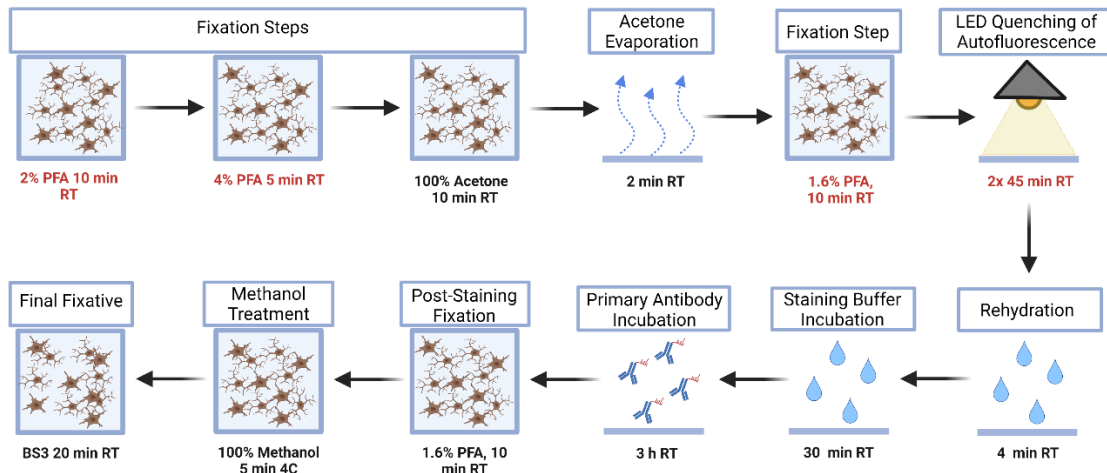 Fixation Steps
Acetone
Evaporation
Fixation Step
LED Quenching of
Autofluorescence
2% PFA 10 min
RT
4% PFA 5 min RT
100% Acetone
10 min RT
2 min RT
1.6% PFA,
10 min RT
2x 45 min RT
Final Fixative
Methanol
Treatment
Post-Staining
Fixation
Primary Antibody
Incubation
Staining Buffer
Incubation
Rehydration
BS3 20 min RT
100% Methanol
5 min 4C
1.6% PFA, 10
min RT
3 h RT
30 min RT
4 min RT